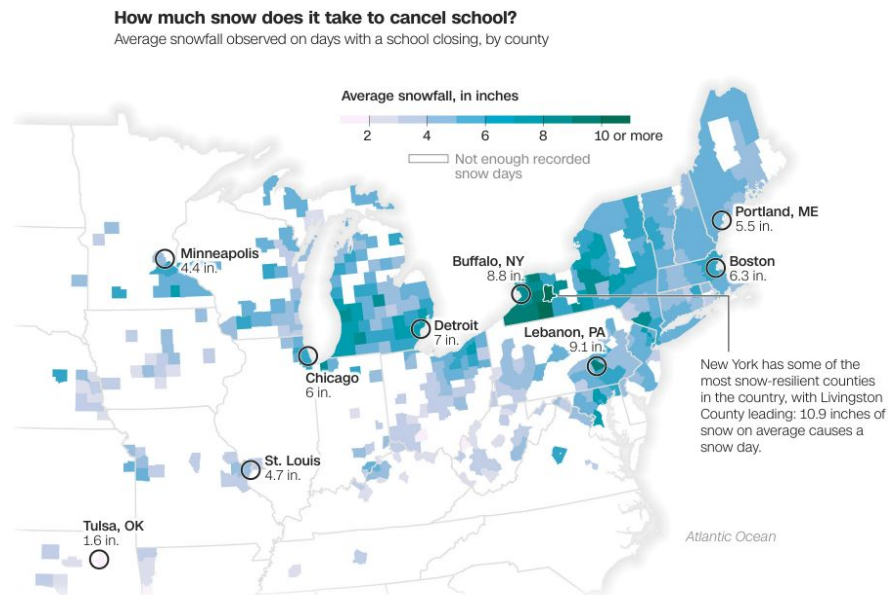 How much snow does it take to cancel school?
Average snowfall observed on days with a school closing, by county
Average snowfall, in inches
2 4 6 8 10 or more
Not enough recorded
snow days
Portland, ME
5.5 in.
Minneapolis
4.4 in.
Buffalo, NY
8.8 in.
Boston
6.3 in.
Detroit
7 in.
Lebanon, PA
9.1 in.
Chicago
6 in.
New York has some of the
most snow-resilient counties
in the country, with Livingston
County leading: 10.9 inches of
snow on average causes a
snow day.
St. Louis
4.7 in.
Tulsa, OK
1.6 in.
Atlantic Ocean